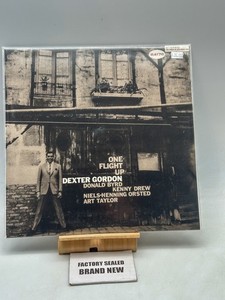 ONE
FLIGHT
UP
DEXTER GORDON
DONALD BYRD
KENNY DREW
NIELS-HENNING ORSTED
ART TAYLOR
FACTORY SEALED
BRAND NEW